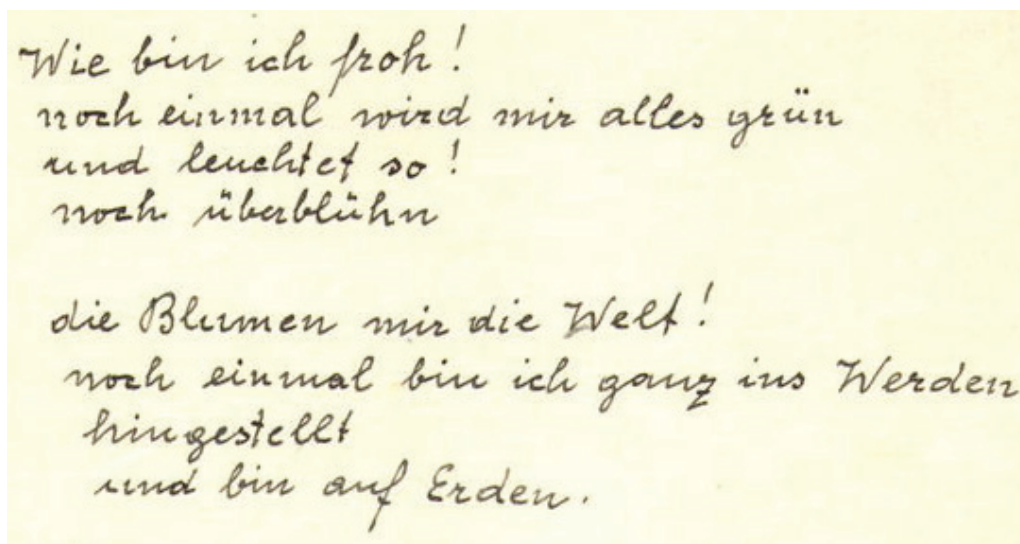 Wie bin ich froh!
noch einmal wird mir alles grün
und leuchtet so!
noch überblühn
die Blumen mir die Welt!
noch einmal bin ich ganz ins Werden
hingestellt
und bin auf Erden.